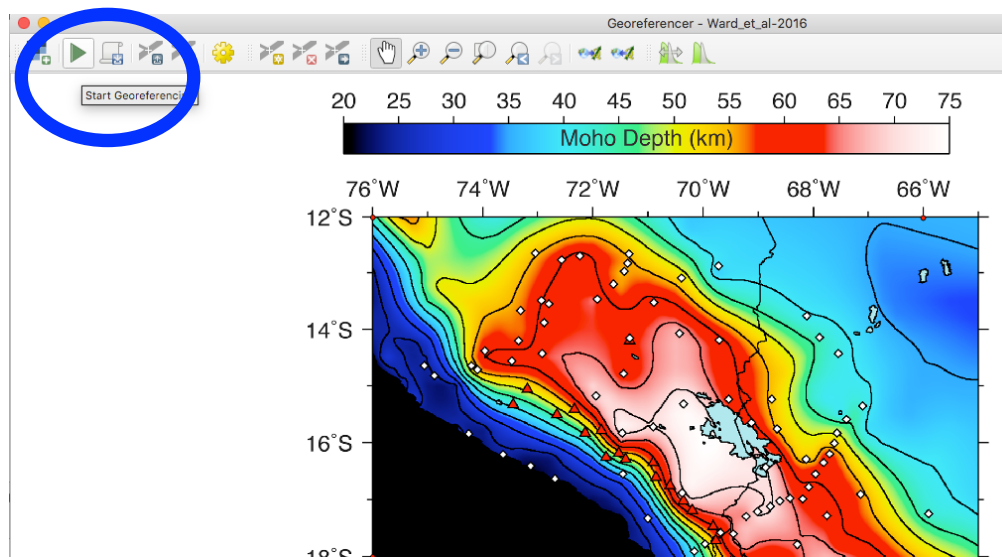 Georeferencer - Ward_et_al-2016
Start Georeferencing
20 25 30 35 40 45 50 55 60 65 70 75
Moho Depth (km)
76˚W 74˚W 72˚W 70˚W 68˚W 66˚W
12˚S
14˚S
16˚S
18˚S